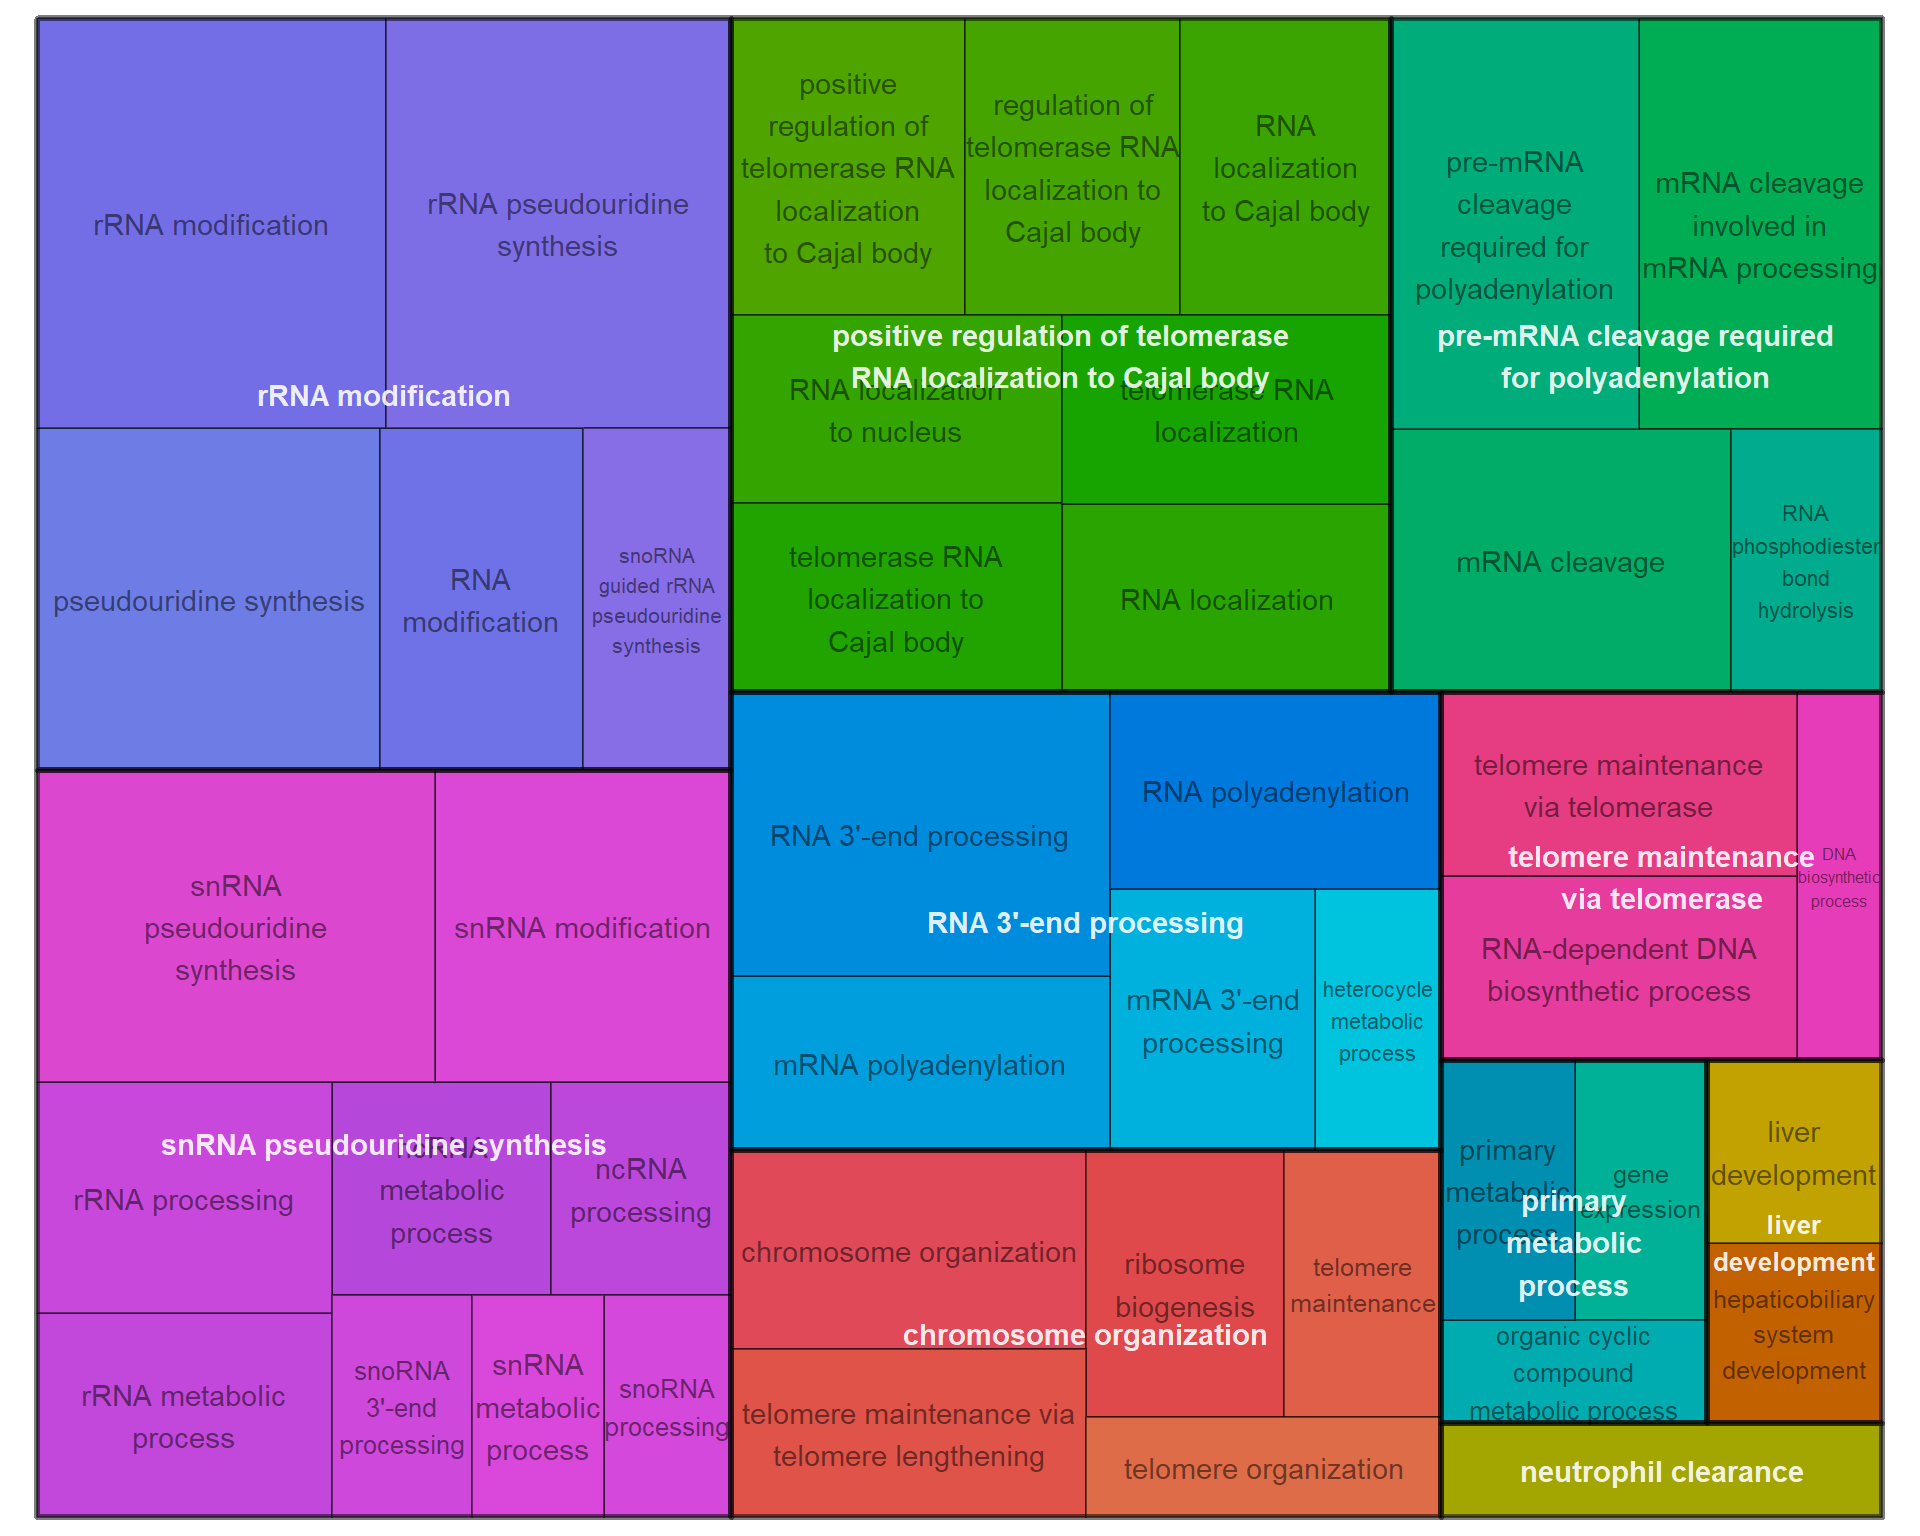 rRNA modification
rRNA pseudouridine
synthesis
rRNA modification
pseudouridine synthesis
RNA
modification
snoRNA
guided rRNA
pseudouridine
synthesis
positive
regulation of
telomerase RNA
localization
to Cajal body
regulation of
telomerase RNA
localization to
Cajal body
RNA
localization
to Cajal body
positive regulation of telomerase
RNA localization to Cajal body
RNA localization
to nucleus
telomerase RNA
localization
telomerase RNA
localization to
Cajal body
RNA localization
pre-mRNA
cleavage
required for
polyadenylation
mRNA cleavage
involved in
mRNA processing
pre-mRNA cleavage required
for polyadenylation
mRNA cleavage
RNA
phosphodiester
bond
hydrolysis
snRNA
pseudouridine
synthesis
snRNA modification
snRNA pseudouridine synthesis
rRNA processing
ncRNA
metabolic
process
ncRNA
processing
rRNA metabolic
process
snoRNA
3'-end
processing
snRNA
metabolic
process
snoRNA
processing
RNA 3'-end processing
RNA polyadenylation
RNA 3'-end processing
mRNA polyadenylation
mRNA 3'-end
processing
heterocycle
metabolic
process
telomere maintenance
via telomerase
telomere maintenance
via telomerase
DNA
biosynthetic
process
RNA-dependent DNA
biosynthetic process
chromosome organization
ribosome
biogenesis
telomere
maintenance
chromosome organization
telomere maintenance via
telomere lengthening
telomere organization
primary
metabolic
process
gene
expression
primary
metabolic
process
organic cyclic
compound
metabolic process
liver
development
liver
development
hepaticobiliary
system
development
neutrophil clearance